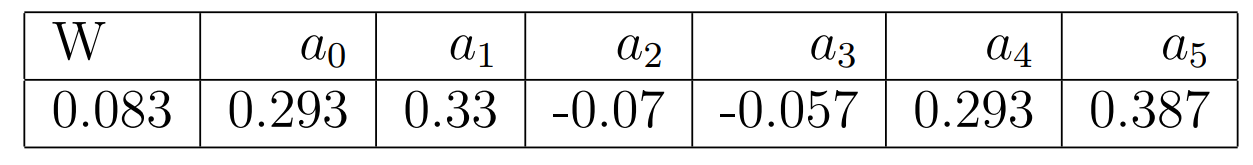 W a₀ a₁ a₂ a₃ a₄ a₅
0.083 0.293 0.33 -0.07 -0.057 0.293 0.387